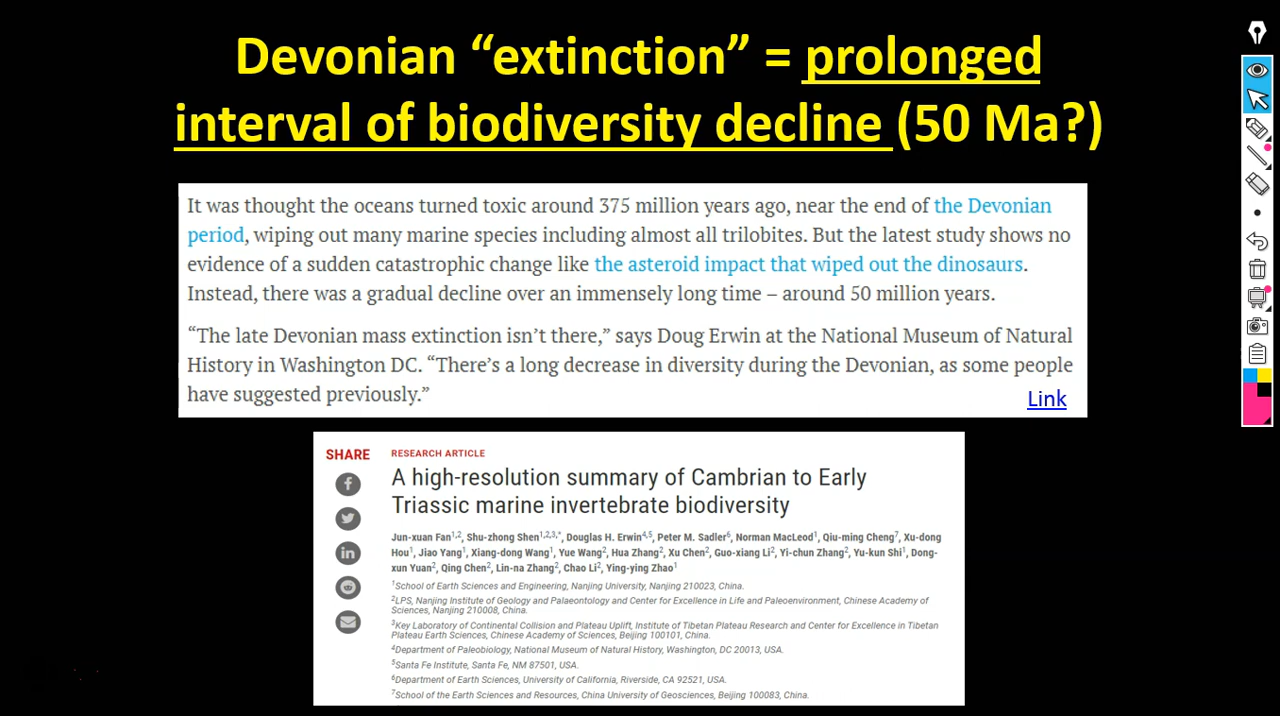 Devonian “extinction” = prolonged
interval of biodiversity decline (50 Ma?)
It was thought the oceans turned toxic around 375 million years ago, near the end of the Devonian
period, wiping out many marine species including almost all trilobites. But the latest study shows no
evidence of a sudden catastrophic change like the asteroid impact that wiped out the dinosaurs.
Instead, there was a gradual decline over an immensely long time – around 50 million years.
“The late Devonian mass extinction isn’t there,” says Doug Erwin at the National Museum of Natural
History in Washington DC. “There’s a long decrease in diversity during the Devonian, as some people
have suggested previously.”
Link
SHARE
RESEARCH ARTICLE
A high-resolution summary of Cambrian to Early
Triassic marine invertebrate biodiversity
Jun-xuan Fan1,2, Shu-zhong Shen1,2,3,*, Douglas H. Erwin4,5, Peter M. Sadler6, Norman MacLeod1, Qiu-ming Cheng7, Xu-dong
Hou1, Jiao Yang1, Xiang-dong Wang1, Yue Wang2, Hua Zhang2, Xu Chen2, Guo-xiang Li2, Yi-chun Zhang2, Yu-kun Shi1, Dong-
xun Yuan2, Qing Chen2, Lin-na Zhang2, Chao Li2, Ying-ying Zhao1
1School of Earth Sciences and Engineering, Nanjing University, Nanjing 210023, China.
2LPS, Nanjing Institute of Geology and Palaeontology and Center for Excellence in Life and Paleoenvironment, Chinese Academy of
Sciences, Nanjing 210008, China.
3Key Laboratory of Continental Collision and Plateau Uplift, Institute of Tibetan Plateau Research and Center for Excellence in Tibetan
Plateau Earth Sciences, Chinese Academy of Sciences, Beijing 100101, China.
4Department of Paleobiology, National Museum of Natural History, Washington, DC 20013, USA.
5Santa Fe Institute, Santa Fe, NM 87501, USA.
6Department of Earth Sciences, University of California, Riverside, CA 92521, USA.
7School of the Earth Sciences and Resources, China University of Geosciences, Beijing 100083, China.